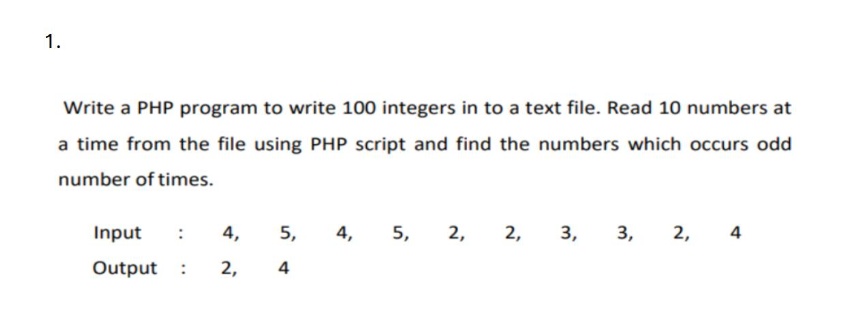 1.
Write a PHP program to write 100 integers in to a text file. Read 10 numbers at
a time from the file using PHP script and find the numbers which occurs odd
number of times.
Input : 4, 5, 4, 5, 2, 2, 3, 3, 2, 4
Output : 2, 4